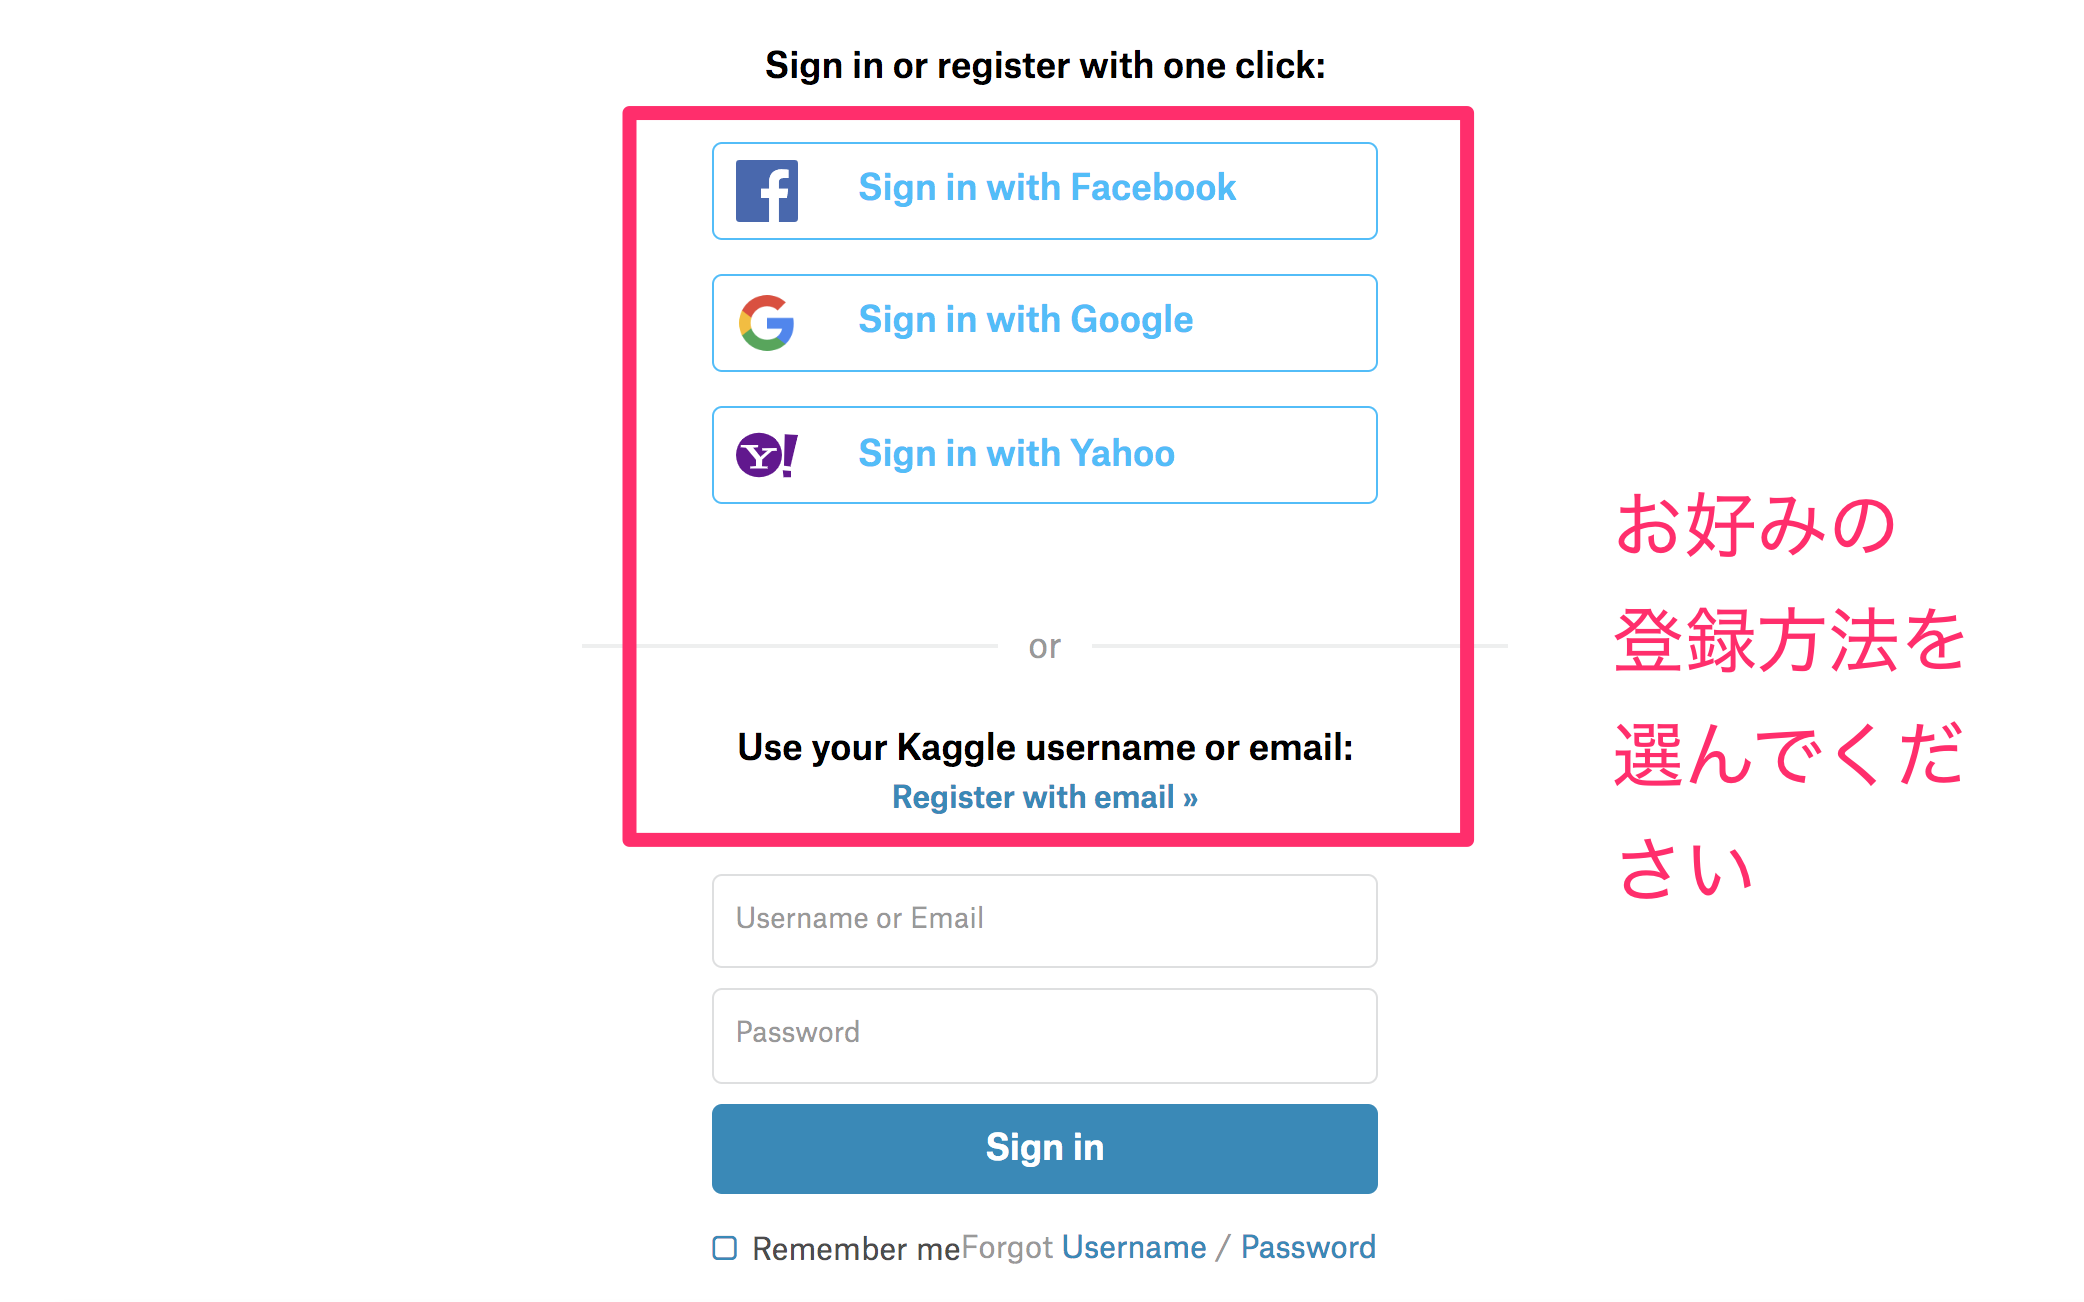 Sign in or register with one click:
Sign in with Facebook
Sign in with Google
Sign in with Yahoo
or
Use your Kaggle username or email:
Register with email »
お好みの
登録方法を
選んでくだ
さい
Username or Email
Password
Sign in
Remember meForgot Username / Password